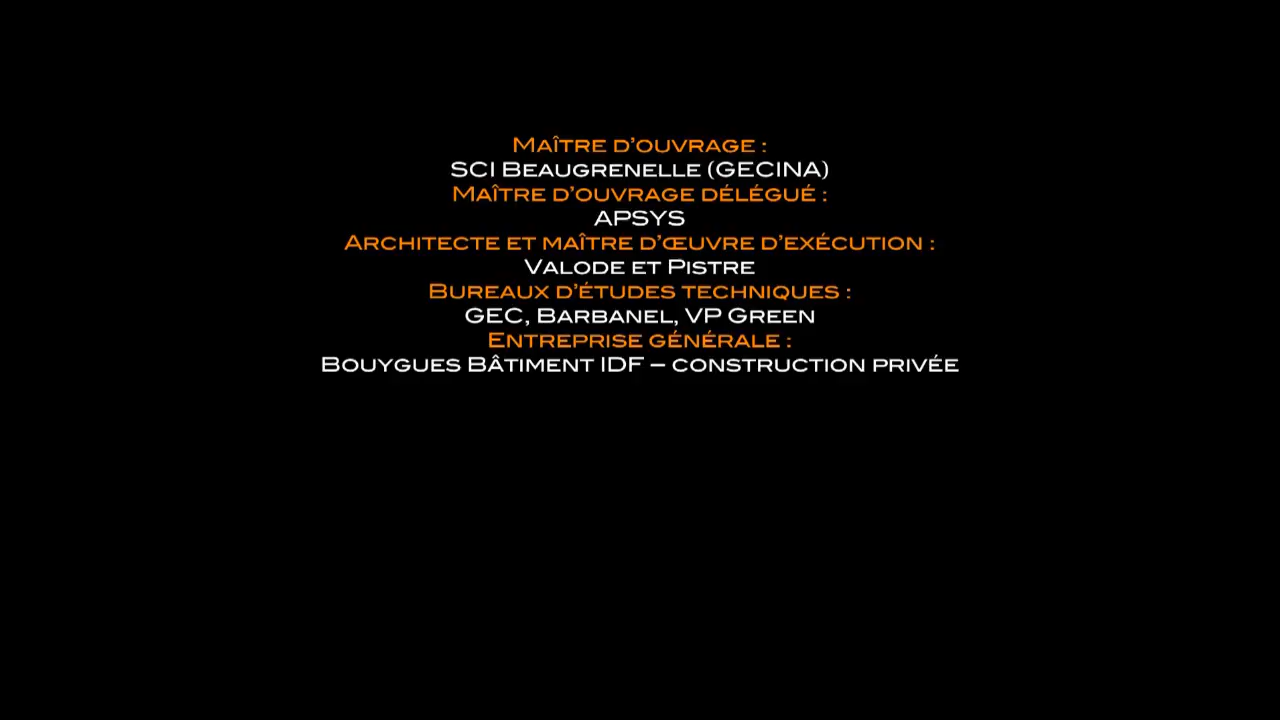 Maître d'ouvrage :
SCI Beaugrenelle (GECINA)
Maître d'ouvrage délégué :
APSYS
Architecte et maître d'œuvre d'exécution :
Valode et Pistre
Bureaux d'études techniques :
GEC, Barbanel, VP Green
Entreprise générale :
Bouygues Bâtiment IDF – construction privée